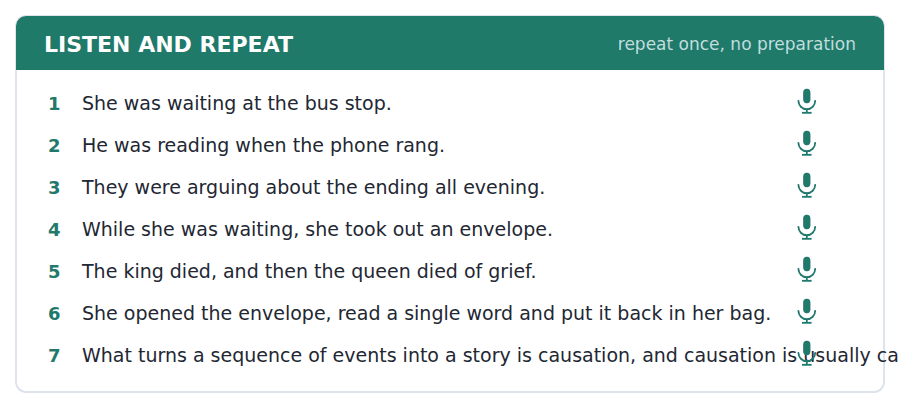 LISTEN AND REPEAT
repeat once, no preparation
1 She was waiting at the bus stop.
2 He was reading when the phone rang.
3 They were arguing about the ending all evening.
4 While she was waiting, she took out an envelope.
5 The king died, and then the queen died of grief.
6 She opened the envelope, read a single word and put it back in her bag.
7 What turns a sequence of events into a story is causation, and causation is usually ca